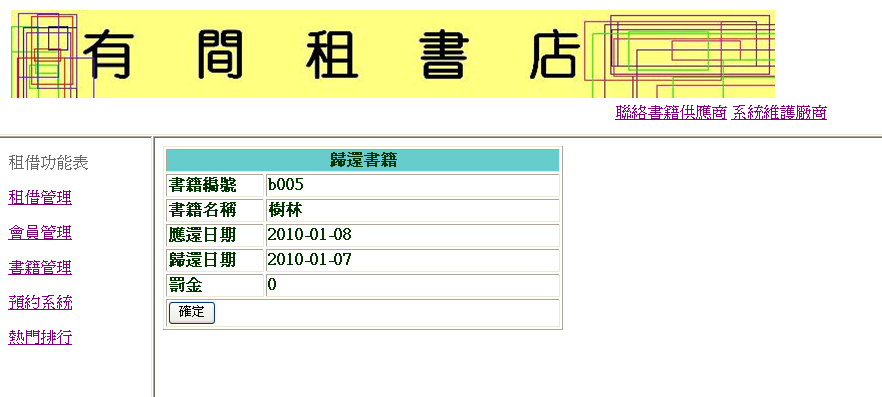 有間租書店
聯絡書籍供應商 系統維護廠商
租借功能表
租借管理
會員管理
書籍管理
預約系統
熱門排行
歸還書籍
書籍編號 b005
書籍名稱 樹林
應還日期 2010-01-08
歸還日期 2010-01-07
罰金 0
確定